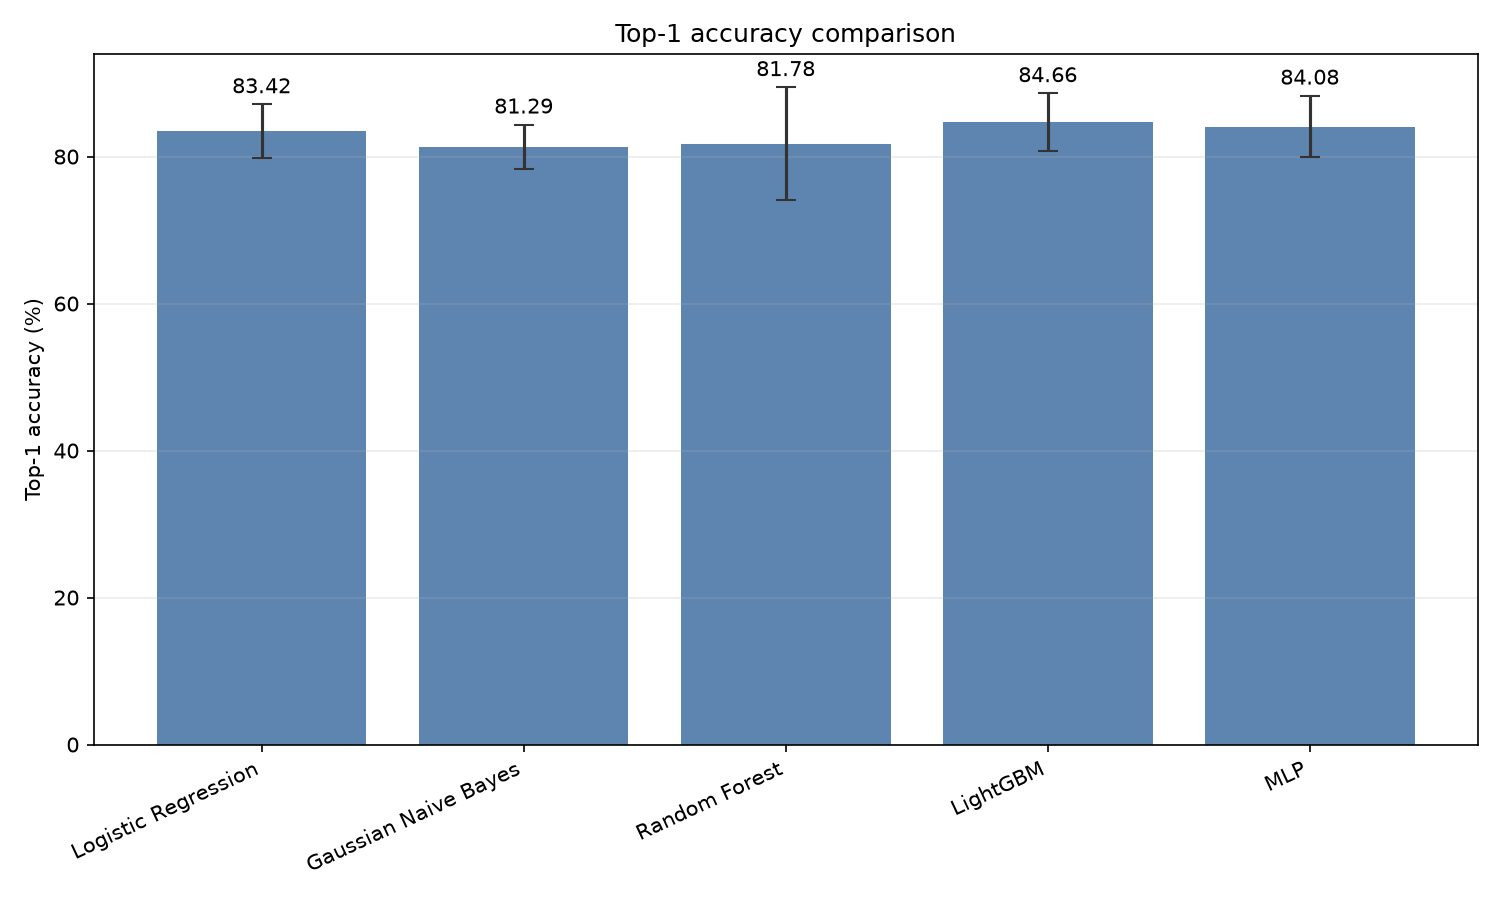 Top-1 accuracy comparison
83.42
81.29
81.78
84.66
84.08
Top-1 accuracy (%)
80
60
40
20
0
Logistic Regression
Gaussian Naive Bayes
Random Forest
LightGBM
MLP